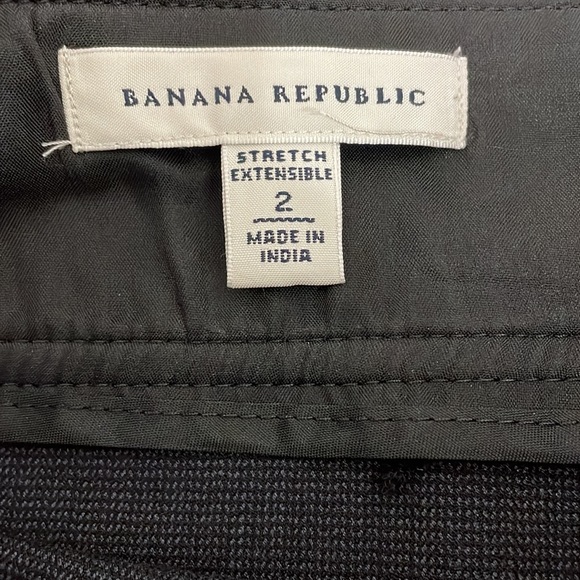 BANANA REPUBLIC
STRETCH
EXTENSIBLE
2
MADE IN
INDIA